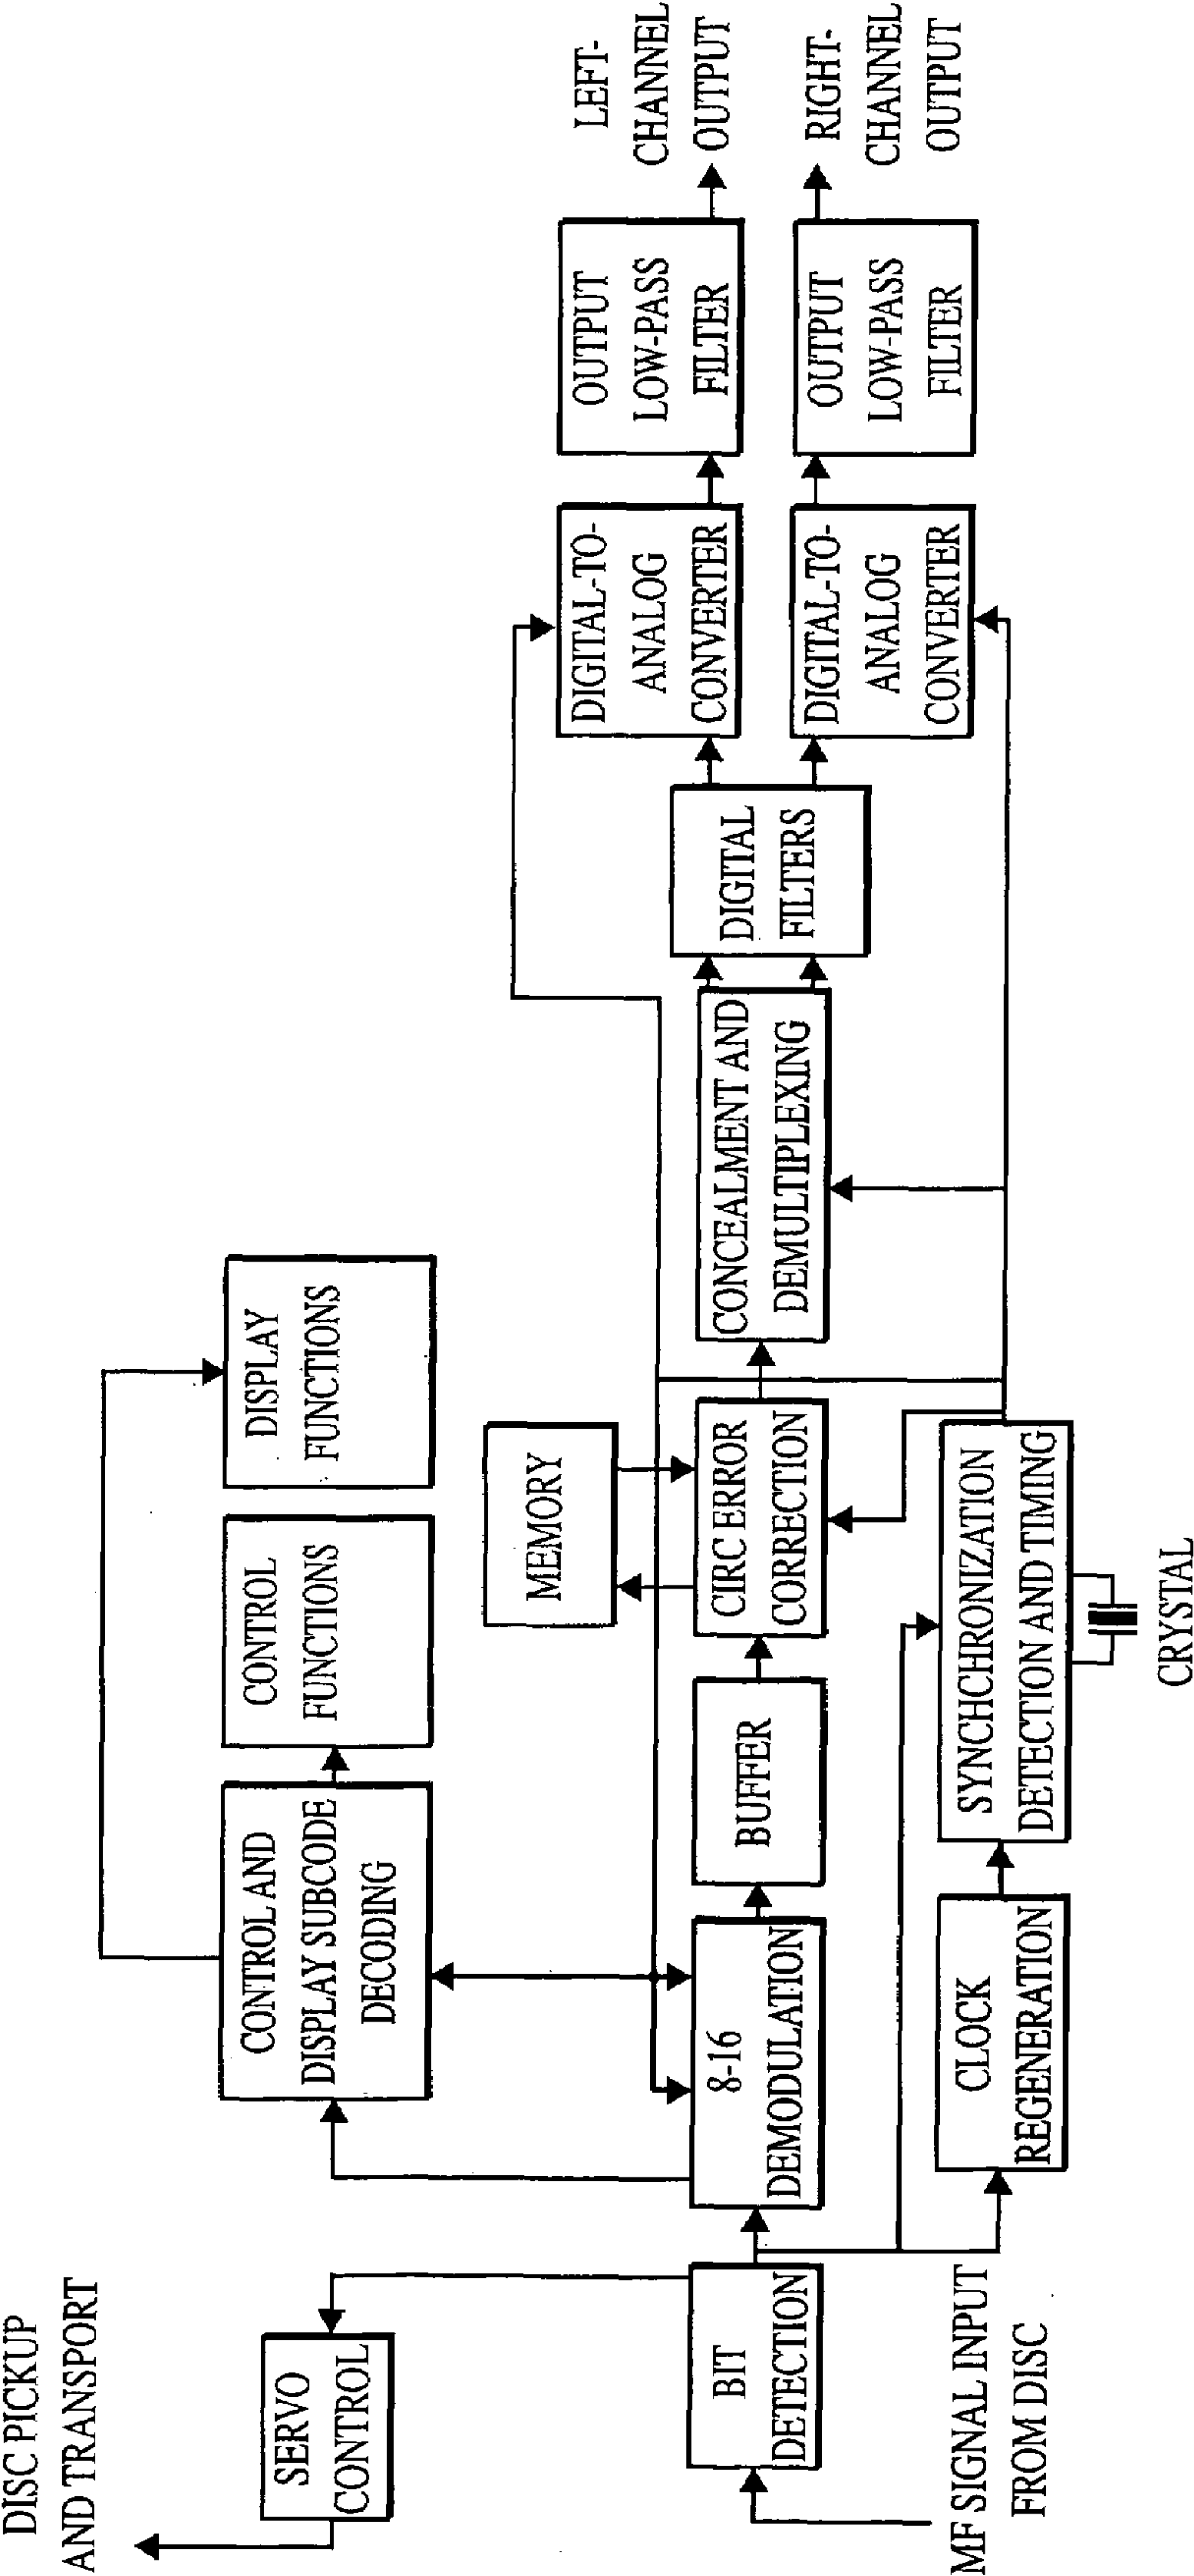 DISC PICKUP
AND TRANSPORT
SERVO
CONTROL
MF SIGNAL INPUT
FROM DISC
BIT
DETECTION
CONTROL AND
DISPLAY SUBCODE
DECODING
CONTROL
FUNCTIONS
DISPLAY
FUNCTIONS
8-16
DEMODULATION
BUFFER
MEMORY
CIRC ERROR
CORRECTION
CLOCK
REGENERATION
SYNCHCHRONIZATION
DETECTION AND TIMING
CRYSTAL
CONCEALMENT AND
DEMULTIPLEXING
DIGITAL
FILTERS
DIGITAL-TO-
ANALOG
CONVERTER
DIGITAL-TO-
ANALOG
CONVERTER
OUTPUT
LOW-PASS
FILTER
OUTPUT
LOW-PASS
FILTER
LEFT-
CHANNEL
OUTPUT
RIGHT-
CHANNEL
OUTPUT